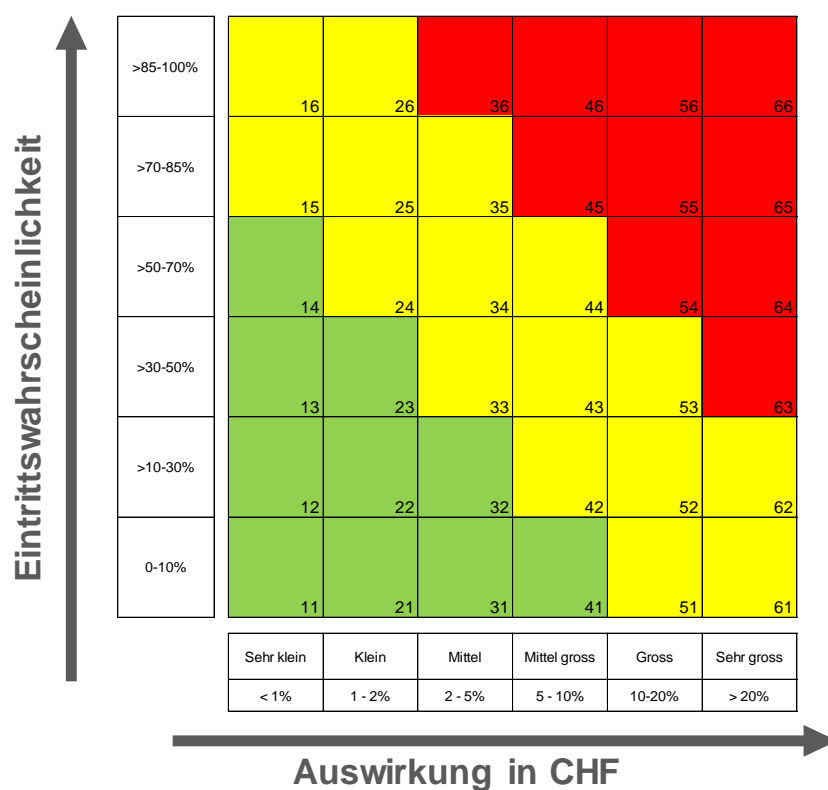 Eintrittswahrscheinlichkeit
>85-100%
16 26 36 46 56 66
>70-85%
15 25 35 45 55 65
>50-70%
14 24 34 44 54 64
>30-50%
13 23 33 43 53 63
>10-30%
12 22 32 42 52 62
0-10%
11 21 31 41 51 61
Sehr klein Klein Mittel Mittel gross Gross Sehr gross
< 1% 1 - 2% 2 - 5% 5 - 10% 10-20% > 20%
Auswirkung in CHF